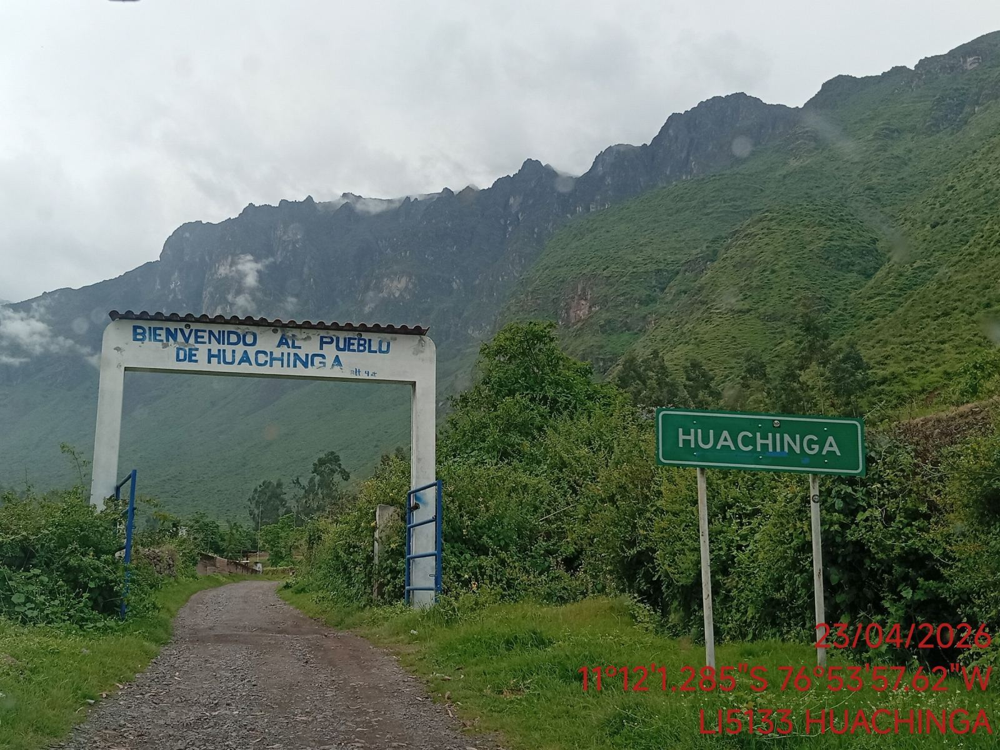 BIENVENIDO AL PUEBLO
DE HUACHINGA
HUACHINGA
23/04/2026
11°12'1.285"S 76°53'57.62"W
LI5133 HUACHINGA